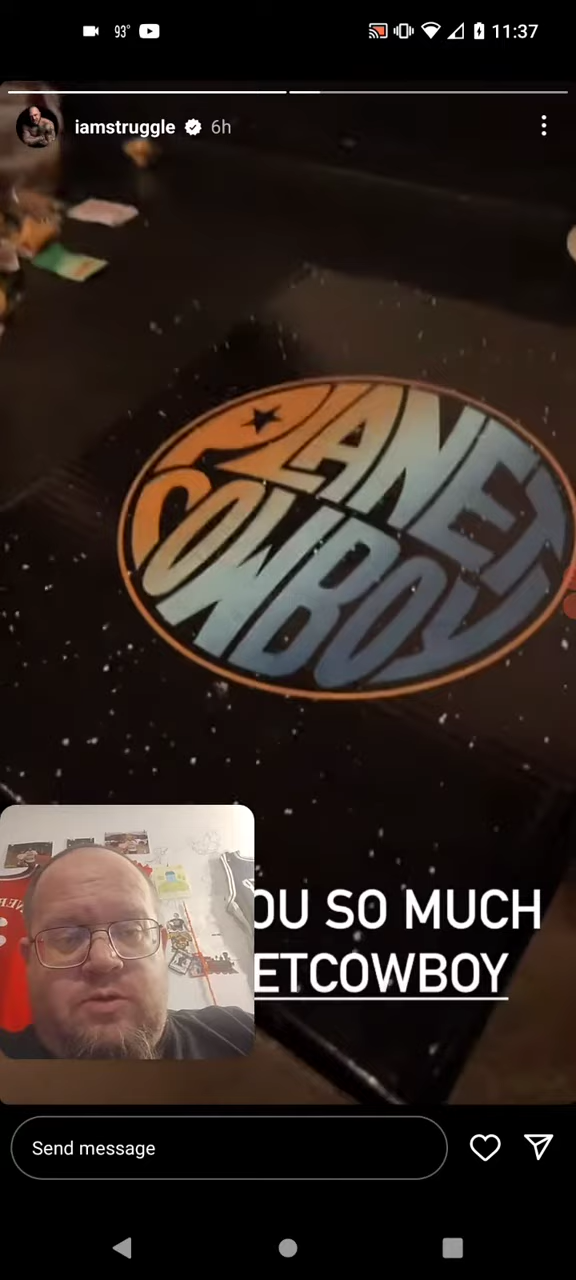 93°
11:37
iamstruggle 6h
PLANET
COWBOY
OU SO MUCH
ETCOWBOY
Send message